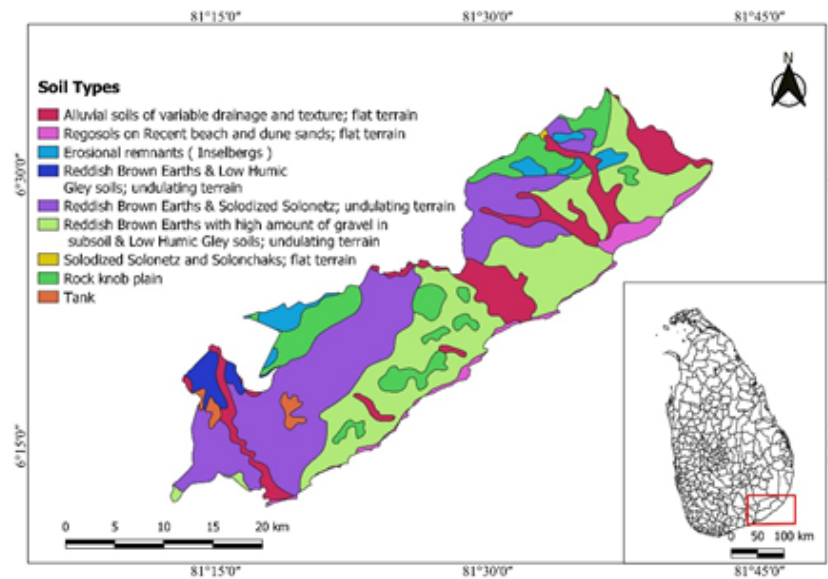 81°15'0" 81°30'0" 81°45'0"
N
Soil Types
Alluvial soils of variable drainage and texture; flat terrain
Regosols on Recent beach and dune sands; flat terrain
Erosional remnants ( Inselbergs )
Reddish Brown Earths & Low Humic
Gley soils; undulating terrain
Reddish Brown Earths & Solodized Solonetz; undulating terrain
Reddish Brown Earths with high amount of gravel in
subsoil & Low Humic Gley soils; undulating terrain
Solodized Solonetz and Solonchaks; flat terrain
Rock knob plain
Tank
6°30'0"
6°15'0"
0 5 10 15 20 km
0 50 100 km
81°15'0" 81°30'0" 81°45'0"